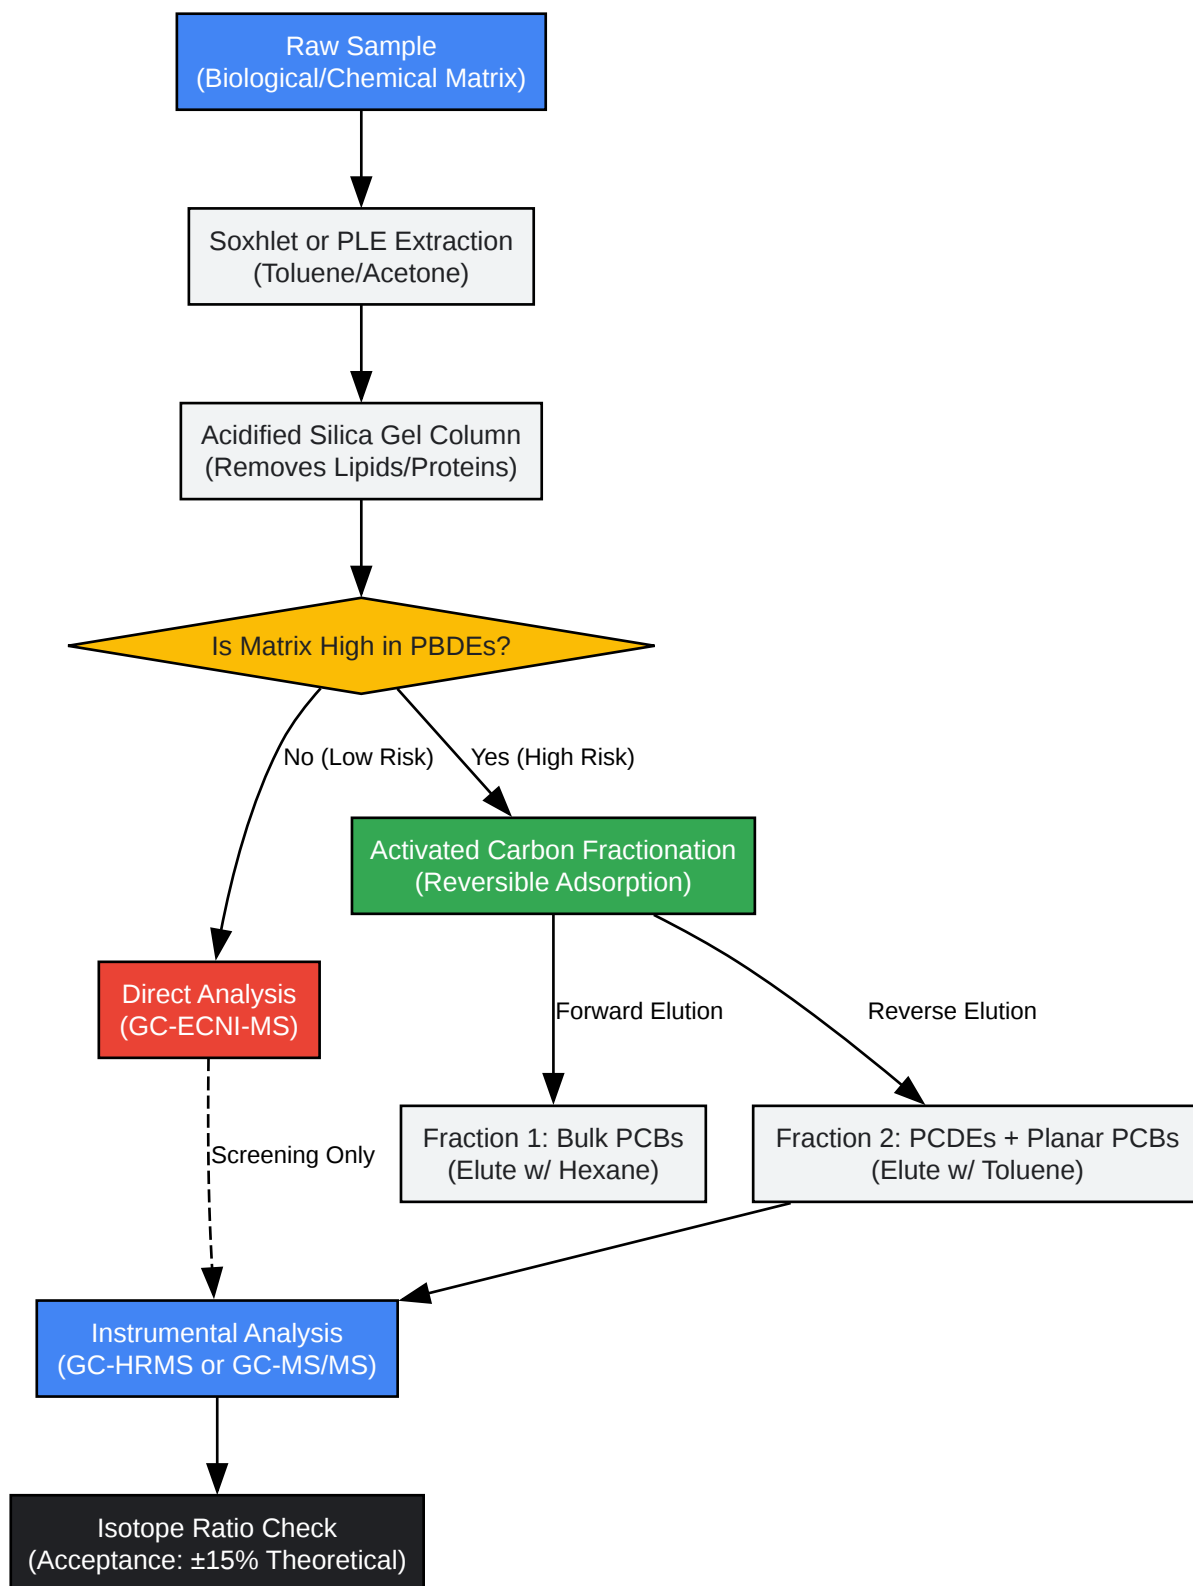 Raw Sample
(Biological/Chemical Matrix)
Soxhlet or PLE Extraction
(Toluene/Acetone)
Acidified Silica Gel Column
(Removes Lipids/Proteins)
Is Matrix High in PBDEs?
No (Low Risk)
Yes (High Risk)
Activated Carbon Fractionation
(Reversible Adsorption)
Direct Analysis
(GC-ECNI-MS)
Forward Elution
Reverse Elution
Fraction 1: Bulk PCBs
(Elute w/ Hexane)
Fraction 2: PCDEs + Planar PCBs
(Elute w/ Toluene)
Screening Only
Instrumental Analysis
(GC-HRMS or GC-MS/MS)
Isotope Ratio Check
(Acceptance: ±15% Theoretical)